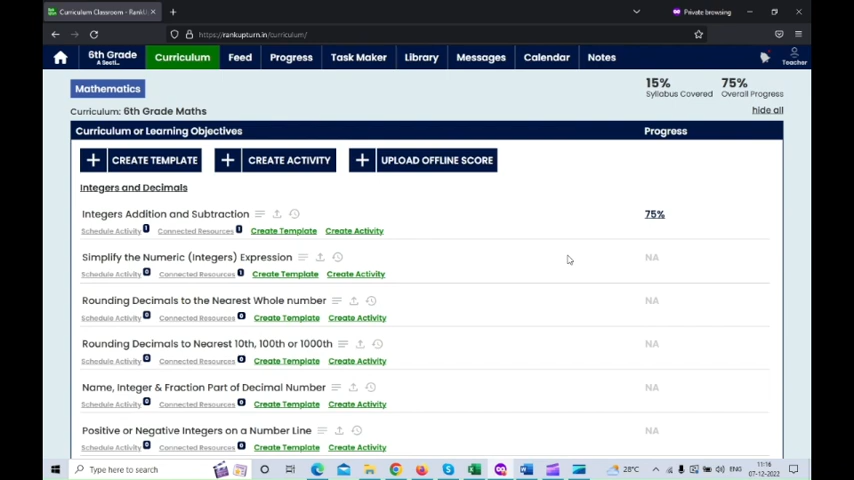 Curriculum Classroom - RankU
Private browsing
https://rankupturn.in/curriculum/
6th Grade Curriculum Feed Progress Task Maker Library Messages Calendar Notes
A Secti...
Teacher
Mathematics
15% 75%
Syllabus Covered Overall Progress
Curriculum: 6th Grade Maths hide all
Curriculum or Learning Objectives Progress
CREATE TEMPLATE CREATE ACTIVITY UPLOAD OFFLINE SCORE
Integers and Decimals
Integers Addition and Subtraction 75%
Schedule Activity 1 Connected Resources 1 Create Template Create Activity
Simplify the Numeric (Integers) Expression NA
Schedule Activity 0 Connected Resources 1 Create Template Create Activity
Rounding Decimals to the Nearest Whole number NA
Schedule Activity 0 Connected Resources 0 Create Template Create Activity
Rounding Decimals to Nearest 10th, 100th or 1000th NA
Schedule Activity 0 Connected Resources 0 Create Template Create Activity
Name, Integer & Fraction Part of Decimal Number NA
Schedule Activity 0 Connected Resources 0 Create Template Create Activity
Positive or Negative Integers on a Number Line NA
Schedule Activity 0 Connected Resources 0 Create Template Create Activity
Type here to search 28°C ENG 11:16
07-12-2022